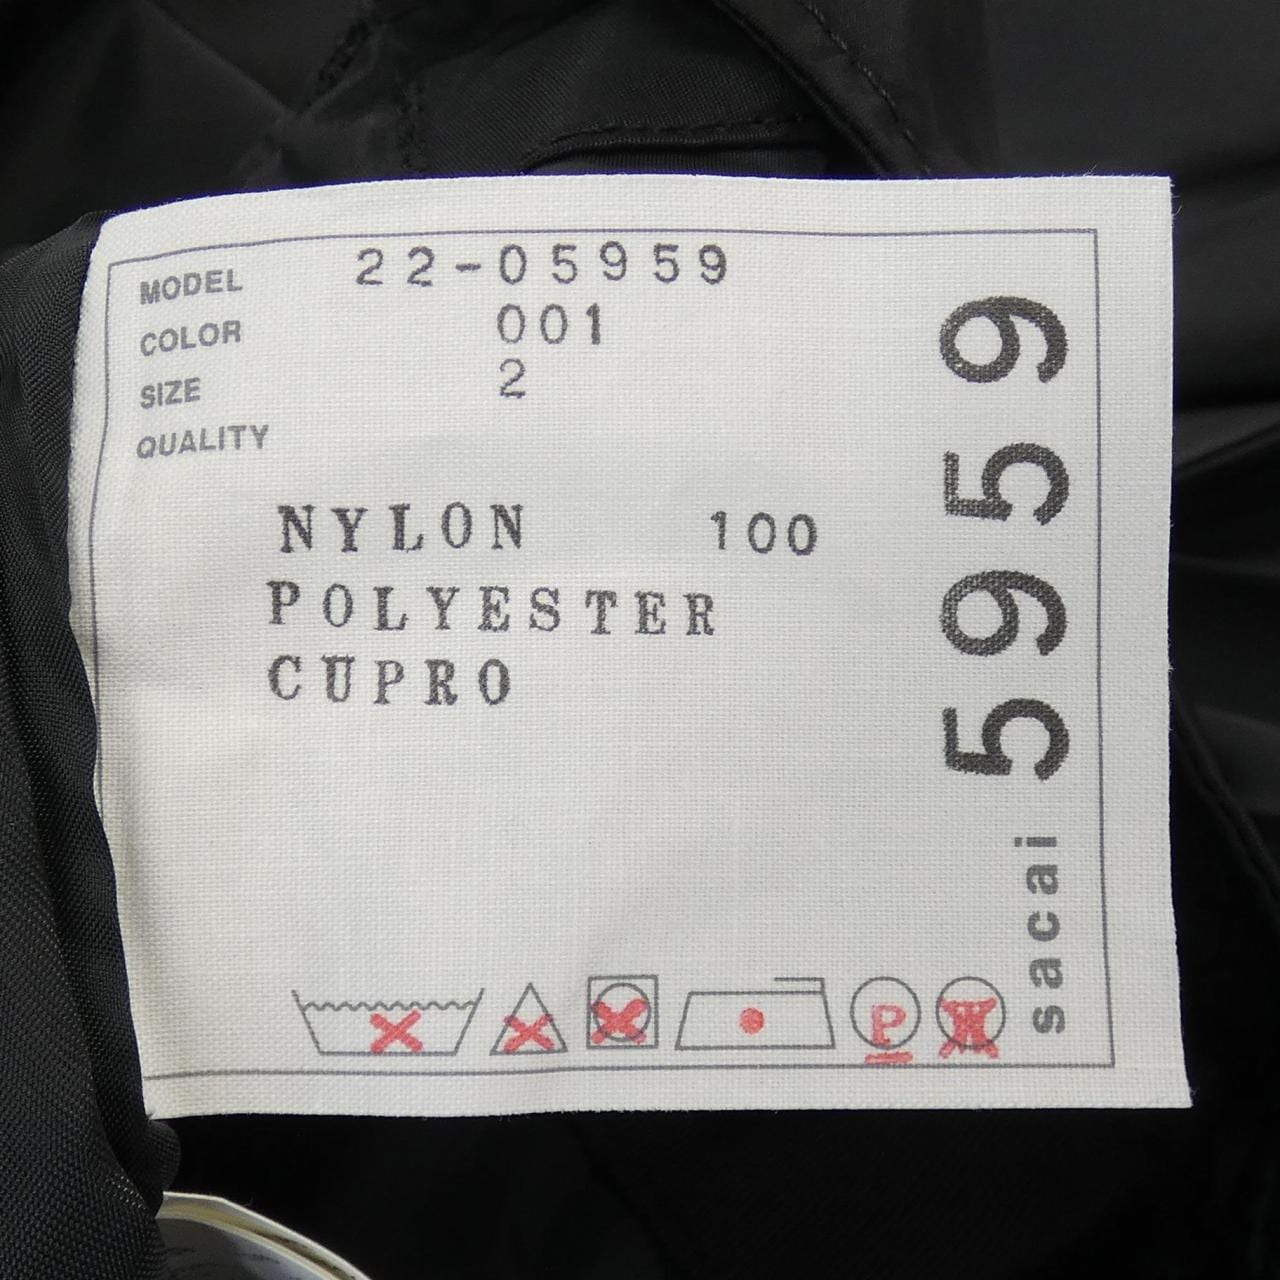 MODEL 22-05959
COLOR 001
SIZE 2
QUALITY
NYLON 100
POLYESTER
CUPRO
sacai 5959
P
W